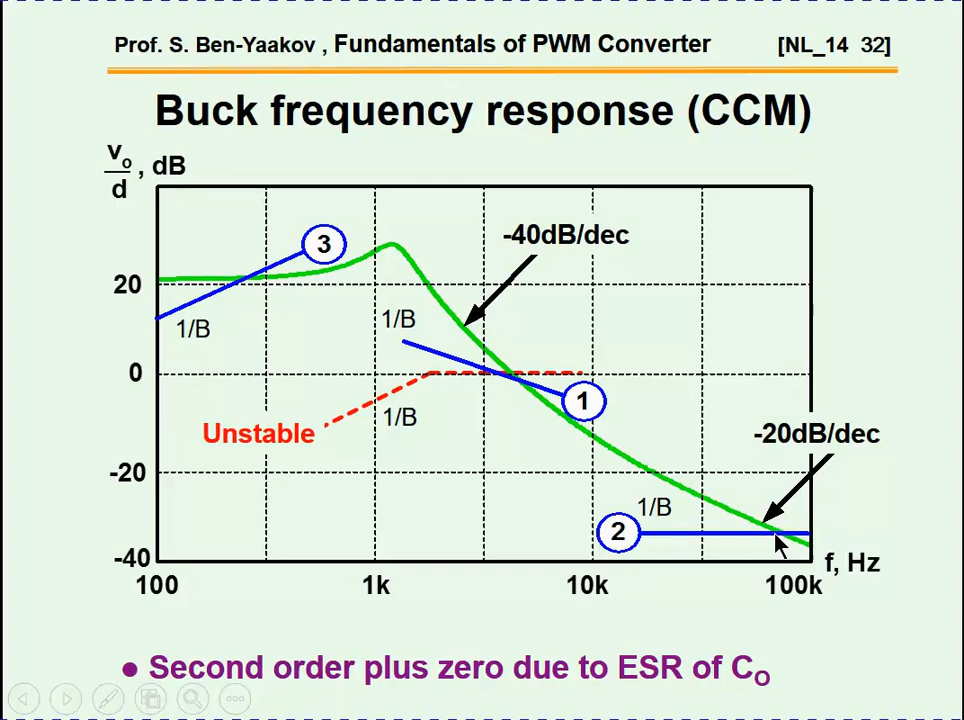 Prof. S. Ben-Yaakov , Fundamentals of PWM Converter [NL_14 32]
Buck frequency response (CCM)
vo
d
, dB
-40dB/dec
3
20
1/B
1/B
0
1
1/B
Unstable
-20dB/dec
-20
1/B
2
-40
f, Hz
100 1k 10k 100k
● Second order plus zero due to ESR of CO